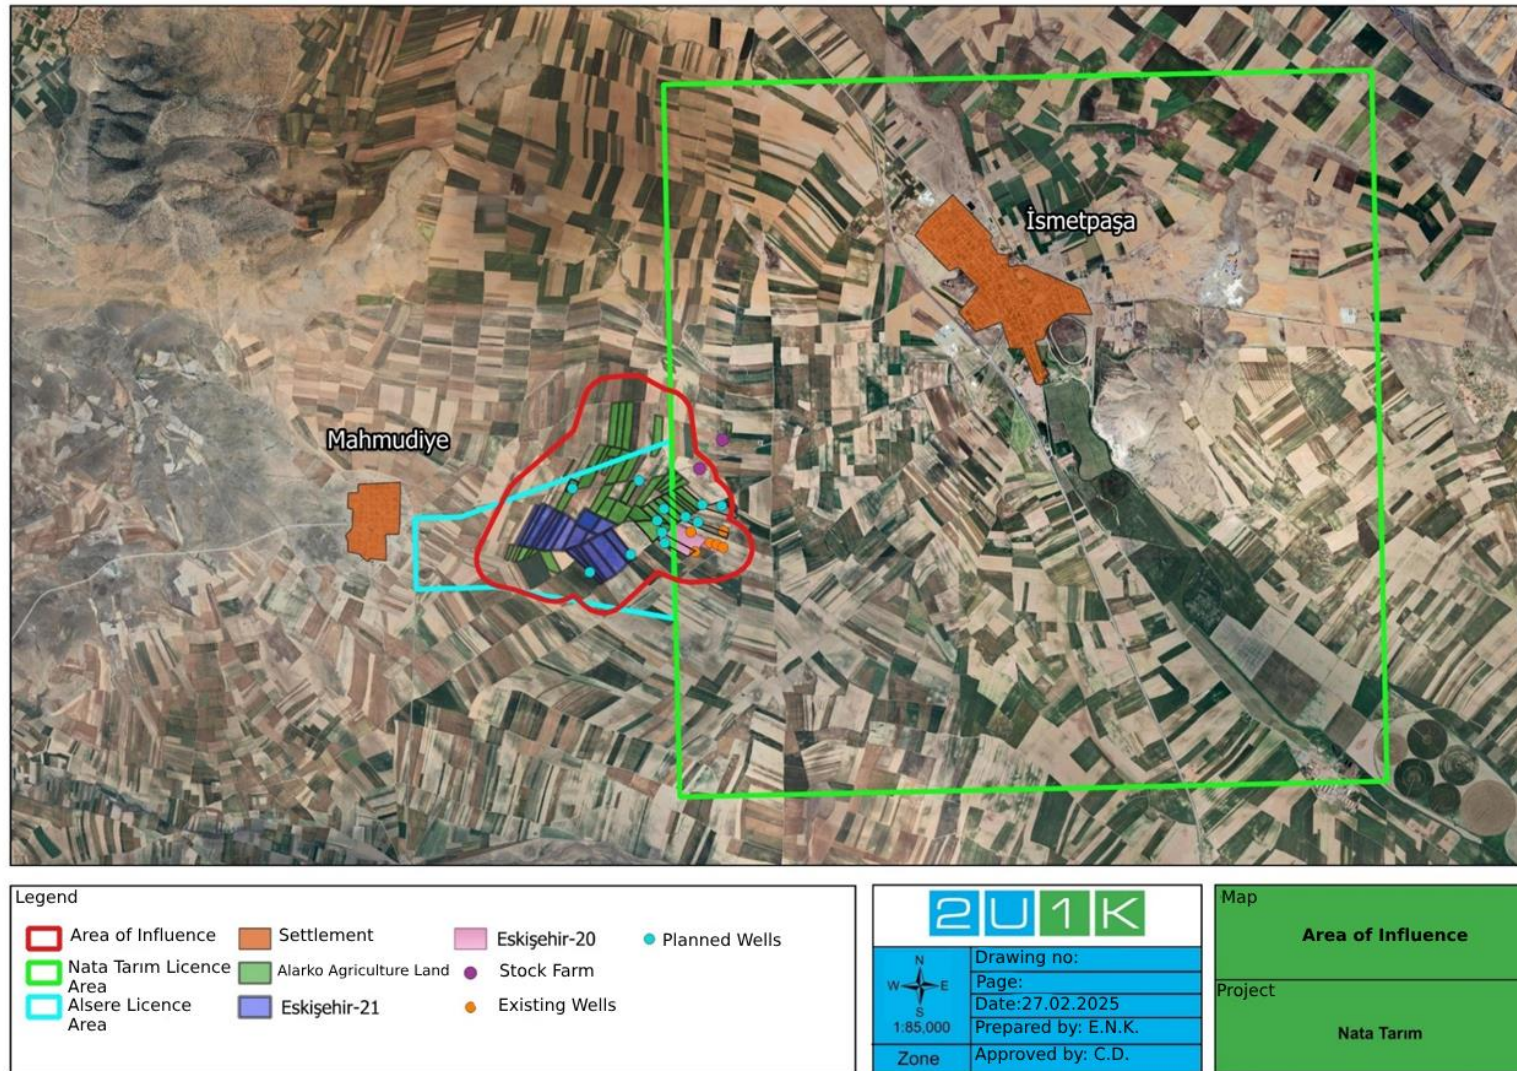 İsmetpaşa
Mahmudiye
Legend
Area of Influence
Nata Tarım Licence
Area
Alsere Licence
Area
Settlement
Alarko Agriculture Land
Eskişehir-21
Eskişehir-20
Stock Farm
Existing Wells
Planned Wells
2U1K
N
W E
S
1:85,000
Zone
Drawing no:
Page:
Date:27.02.2025
Prepared by: E.N.K.
Approved by: C.D.
Map
Area of Influence
Project
Nata Tarım